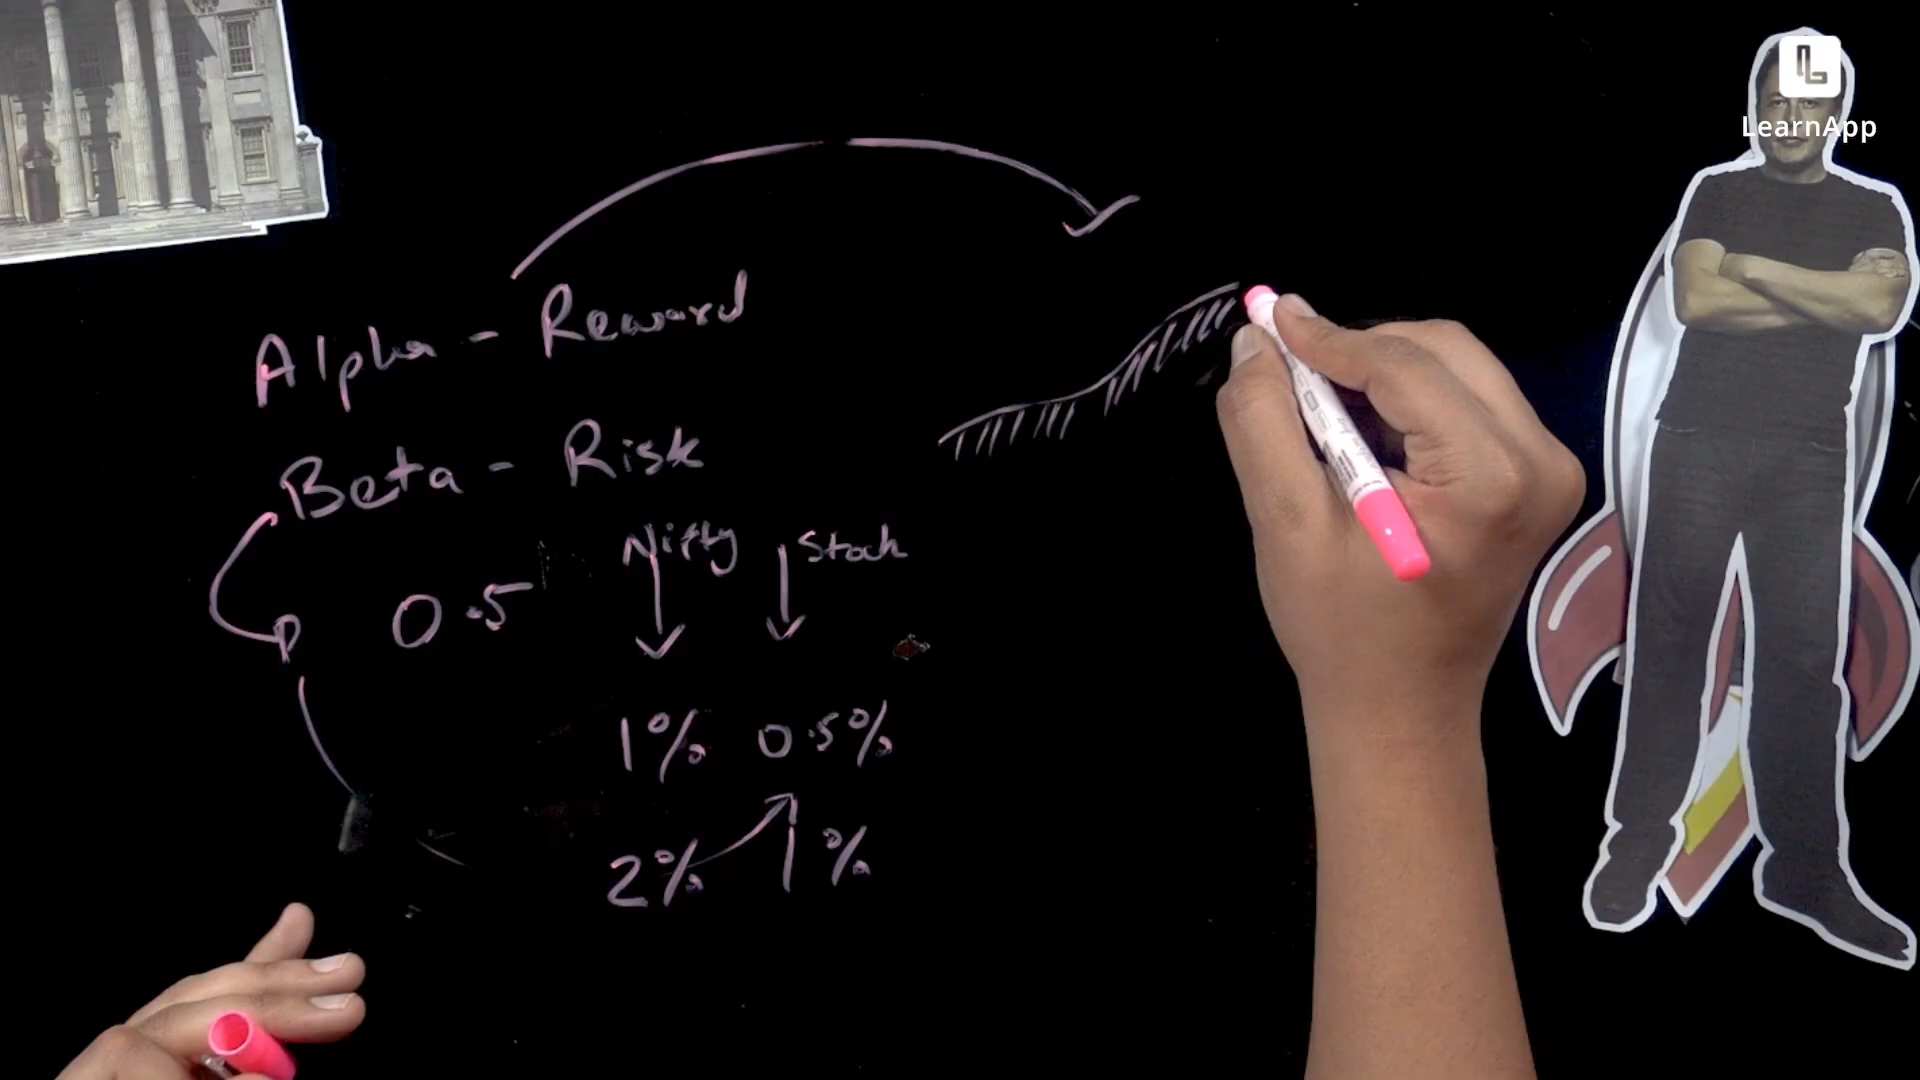 LearnApp
Alpha - Reward
Beta - Risk
Nifty Stock
0.5
1% 0.5%
2% 1%